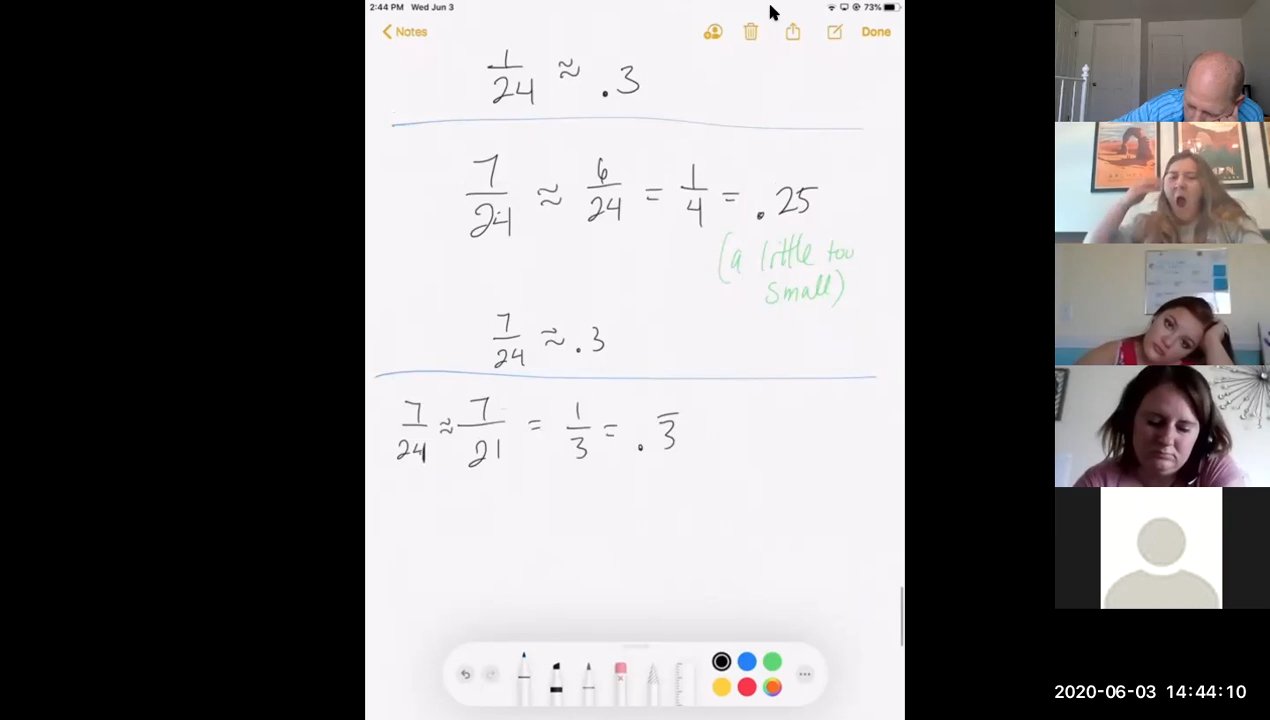 2:44 PM Wed Jun 3 73%
Notes Done
1/24 ≈ .3
7/24 ≈ 6/24 = 1/4 = .25
(a little too
small)
7/24 ≈ .3
7/24 ≈ 7/21 = 1/3 = .3̅
2020-06-03 14:44:10